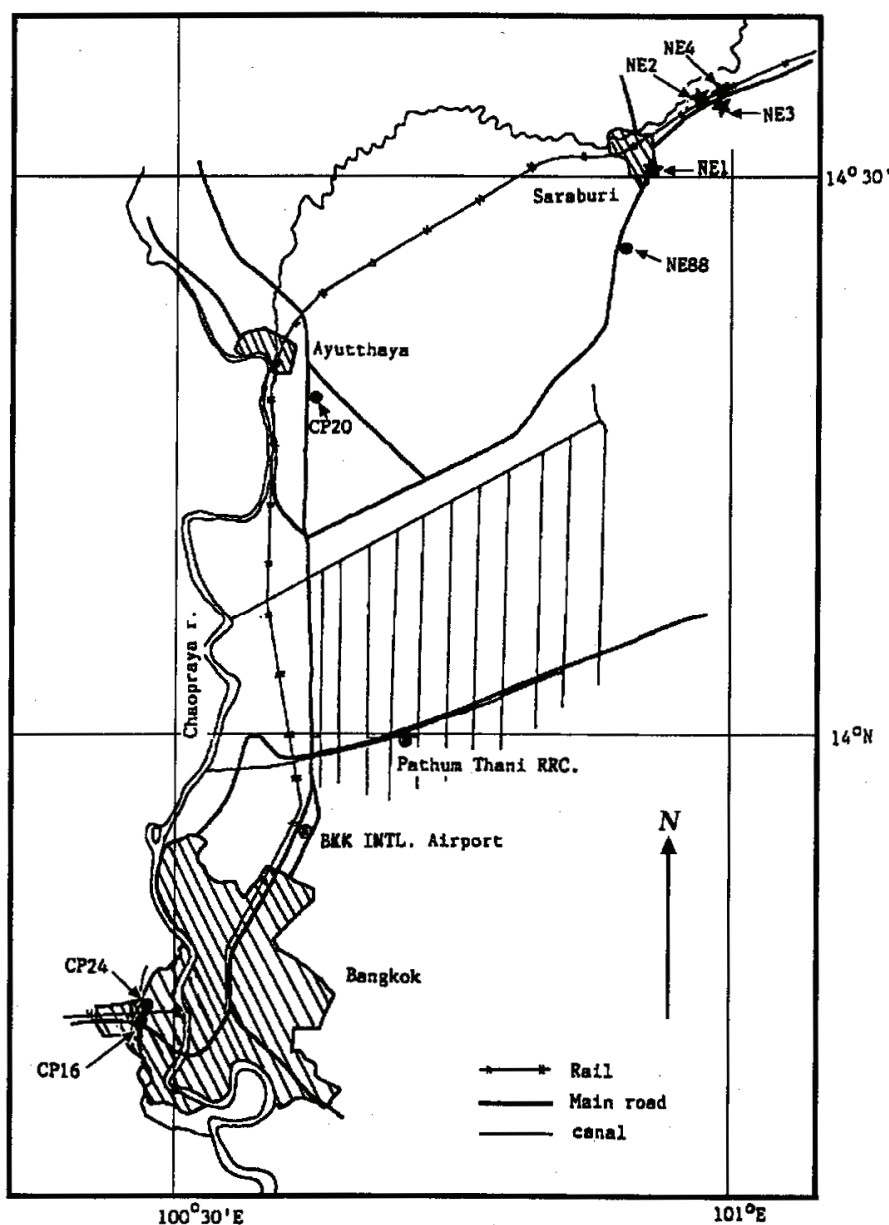 NE4
NE2
NE3
NE1
14°30'
Saraburi
NE88
Ayutthaya
CP20
Chaopraya r.
14°N
Pathum Thani RRC.
N
BKK INTL. Airport
CP24
Bangkok
CP16
Rail
Main road
canal
100°30'E
101°E